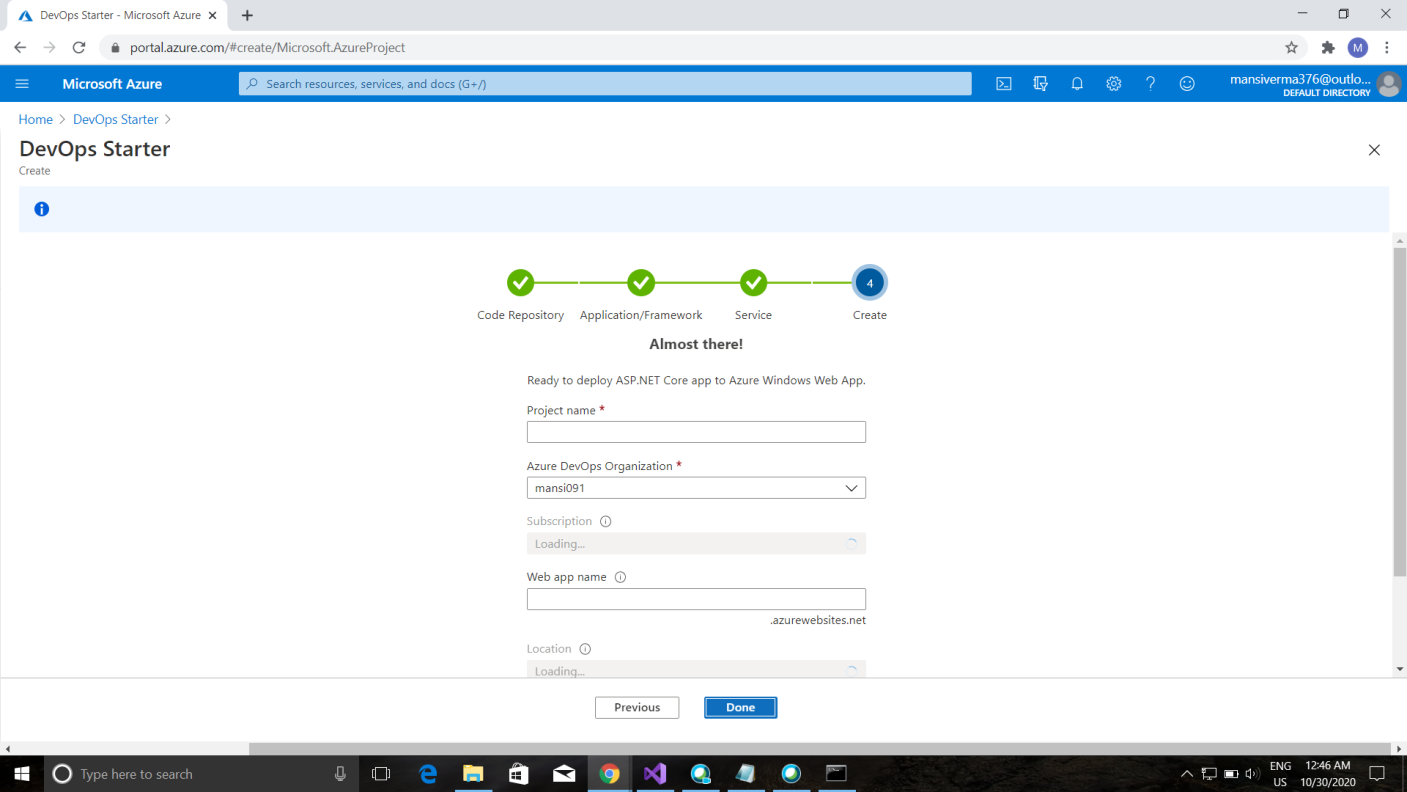 DevOps Starter - Microsoft Azure
portal.azure.com/#create/Microsoft.AzureProject
M
Microsoft Azure
Search resources, services, and docs (G+/)
mansiverma376@outlo...
DEFAULT DIRECTORY
Home > DevOps Starter >
DevOps Starter
Create
4
Code Repository Application/Framework Service Create
Almost there!
Ready to deploy ASP.NET Core app to Azure Windows Web App.
Project name *
Azure DevOps Organization *
mansi091
Subscription
Loading...
Web app name
.azurewebsites.net
Location
Loading...
Previous Done
Type here to search
ENG 12:46 AM
US 10/30/2020